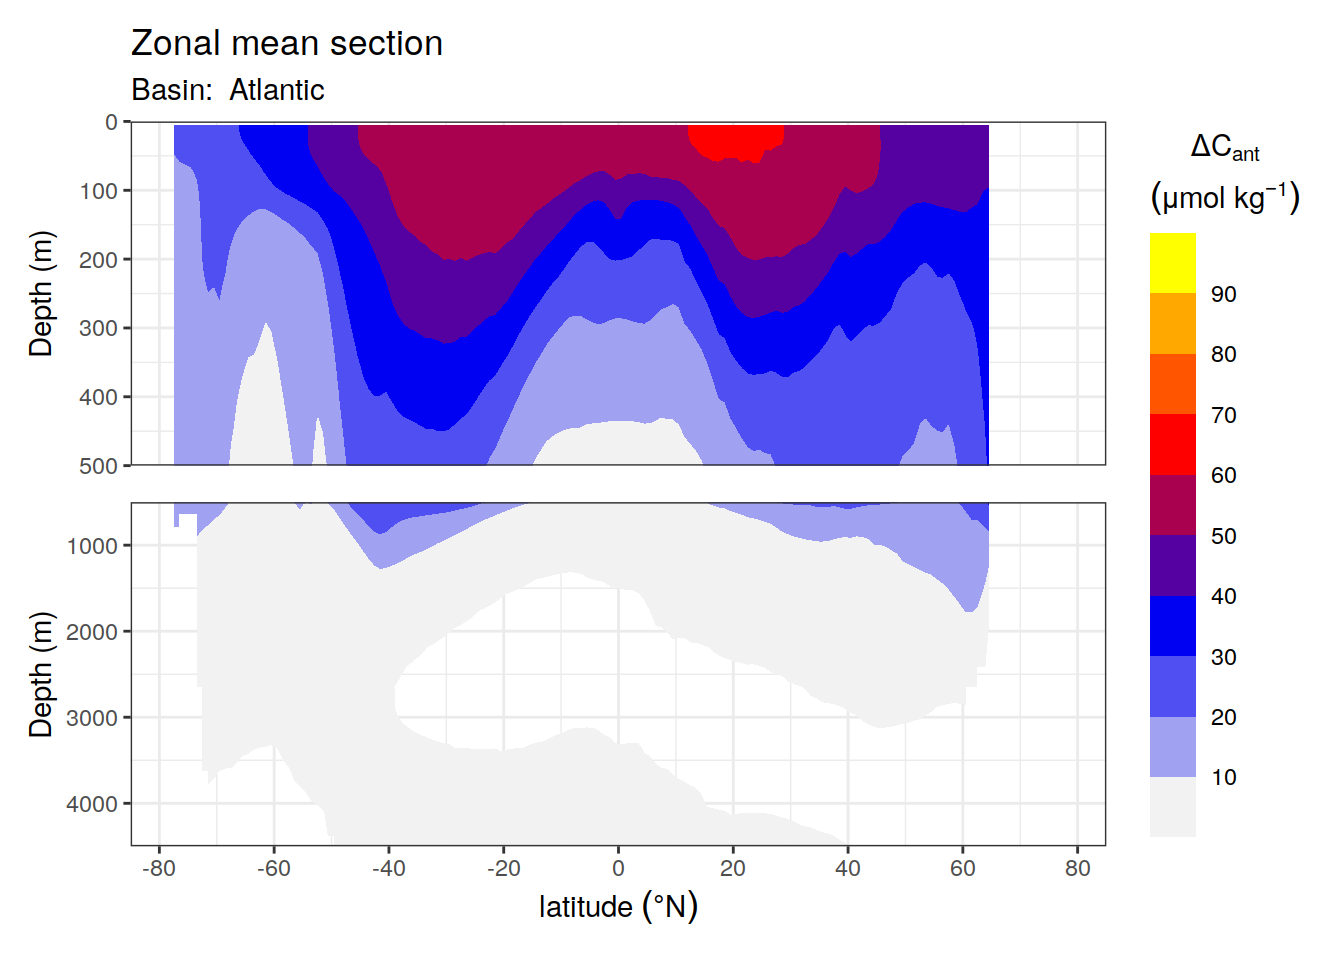 Zonal mean section
Basin:  Atlantic
0
100
200
300
400
500
Depth (m)
1000
2000
3000
4000
Depth (m)
-80 -60 -40 -20 0 20 40 60 80
latitude (°N)
ΔCant
(μmol kg⁻¹)
90
80
70
60
50
40
30
20
10